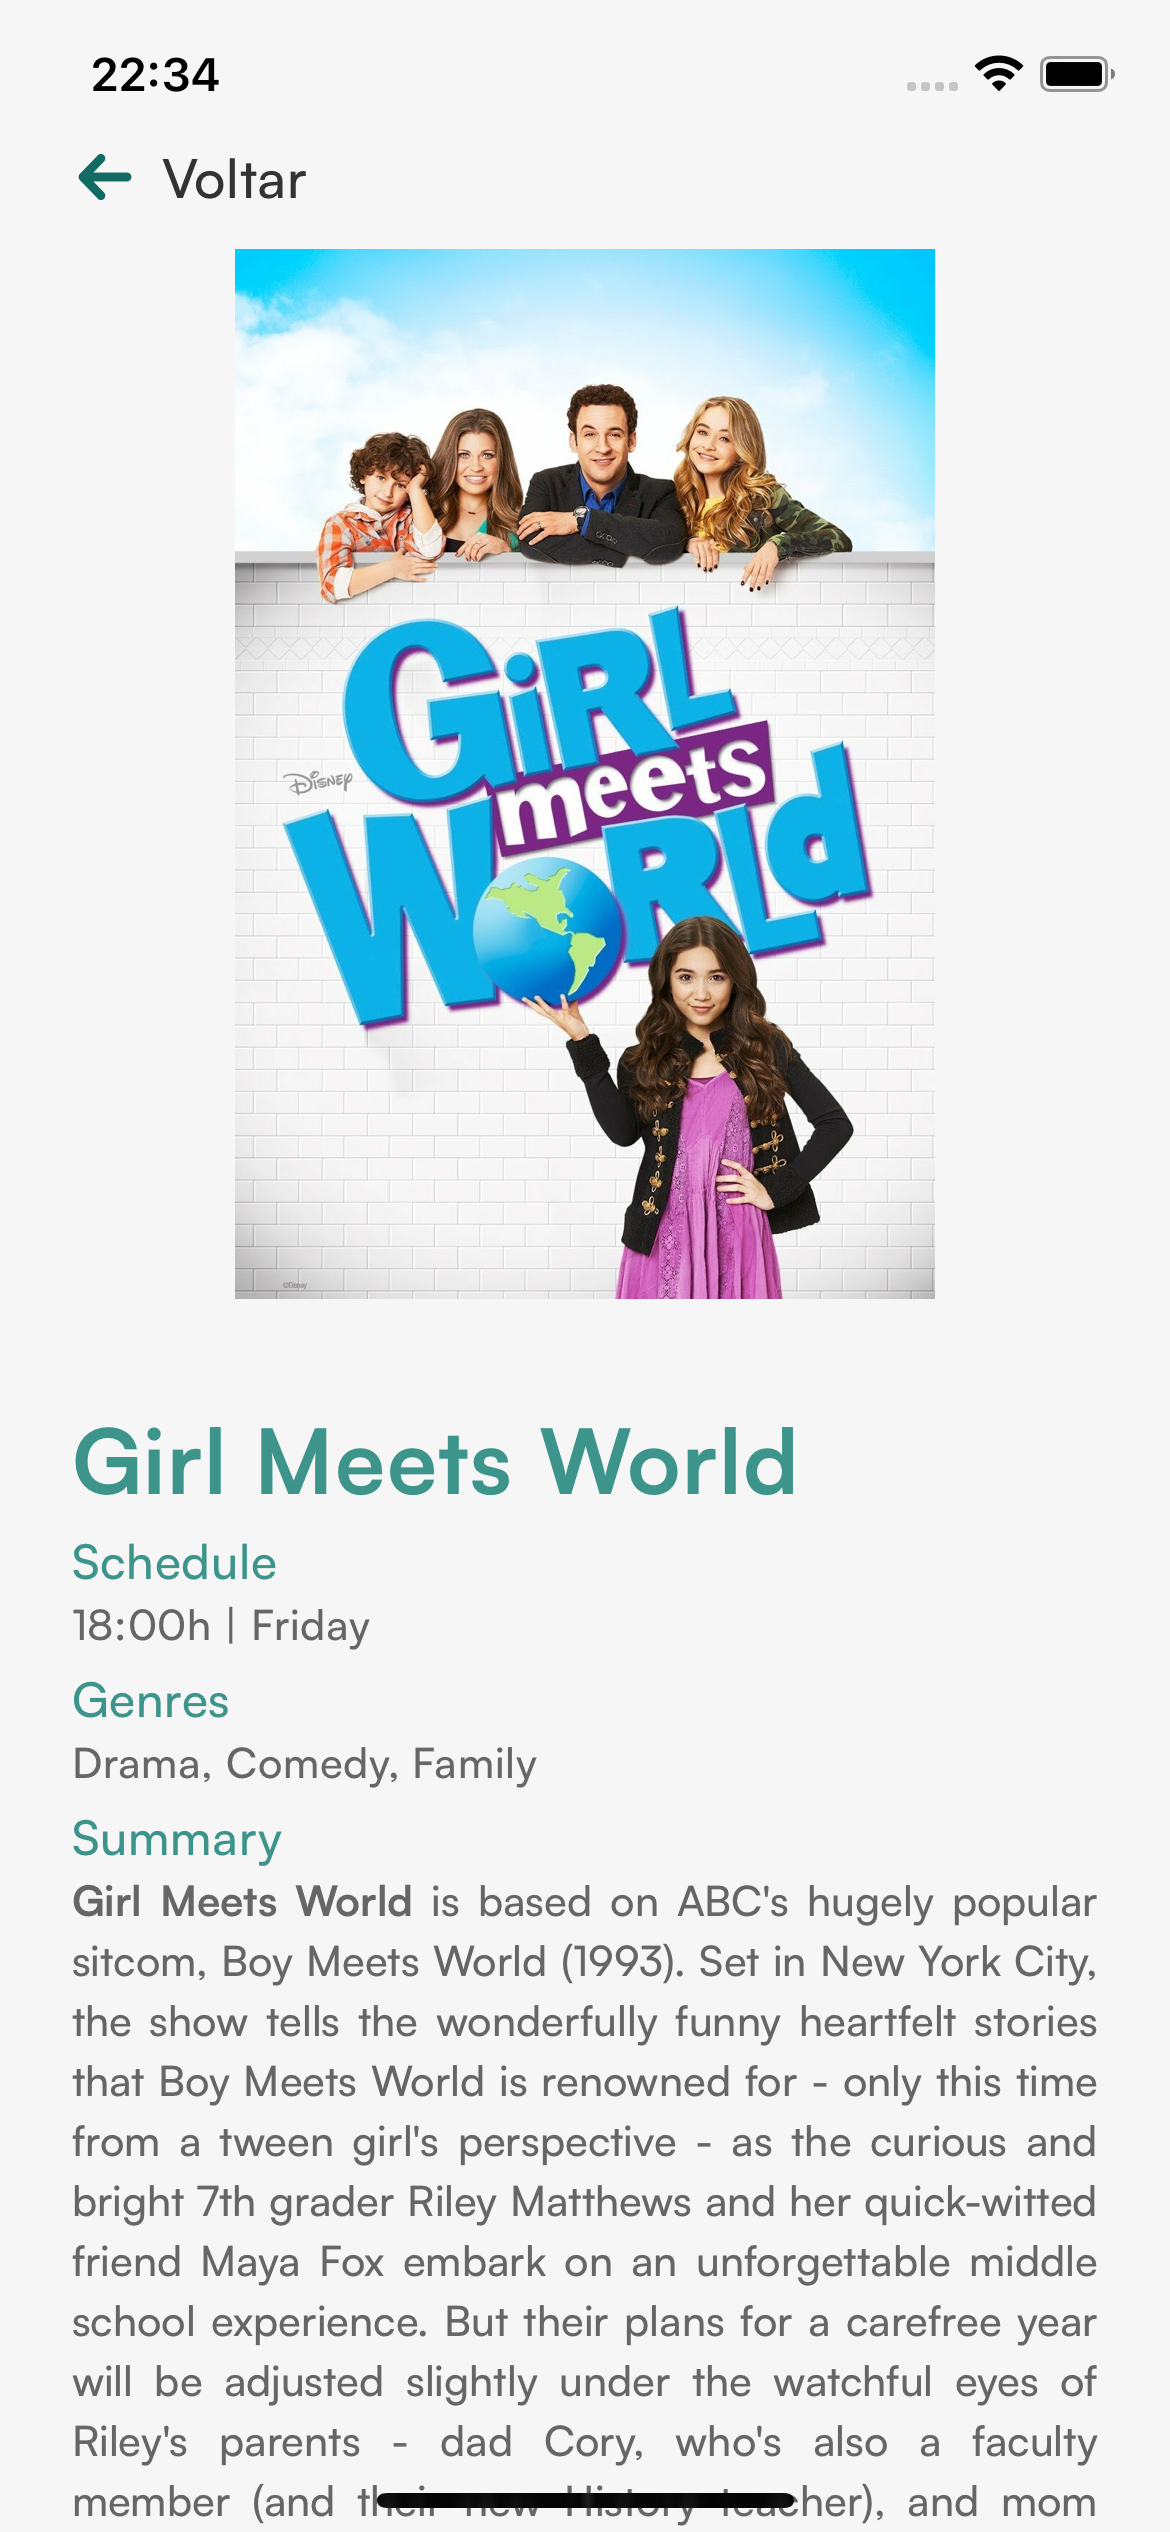 22:34
Voltar
GiRL
meets
DISNEY
WORLd
©Disney
Girl Meets World
Schedule
18:00h | Friday
Genres
Drama, Comedy, Family
Summary
Girl Meets World is based on ABC's hugely popular
sitcom, Boy Meets World (1993). Set in New York City,
the show tells the wonderfully funny heartfelt stories
that Boy Meets World is renowned for - only this time
from a tween girl's perspective - as the curious and
bright 7th grader Riley Matthews and her quick-witted
friend Maya Fox embark on an unforgettable middle
school experience. But their plans for a carefree year
will be adjusted slightly under the watchful eyes of
Riley's parents - dad Cory, who's also a faculty
member (and their new History teacher), and mom